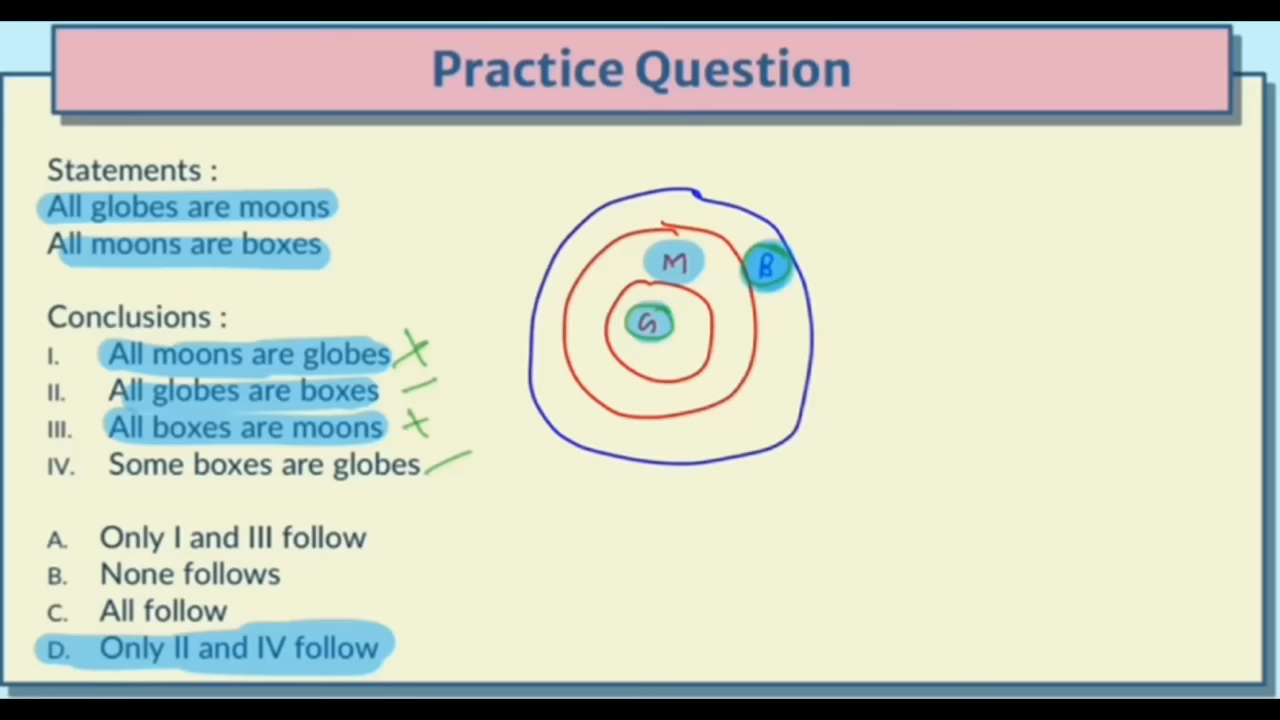 Practice Question
Statements :
All globes are moons
All moons are boxes
Conclusions :
I. All moons are globes
II. All globes are boxes
III. All boxes are moons
IV. Some boxes are globes
A. Only I and III follow
B. None follows
C. All follow
D. Only II and IV follow
M
B
G